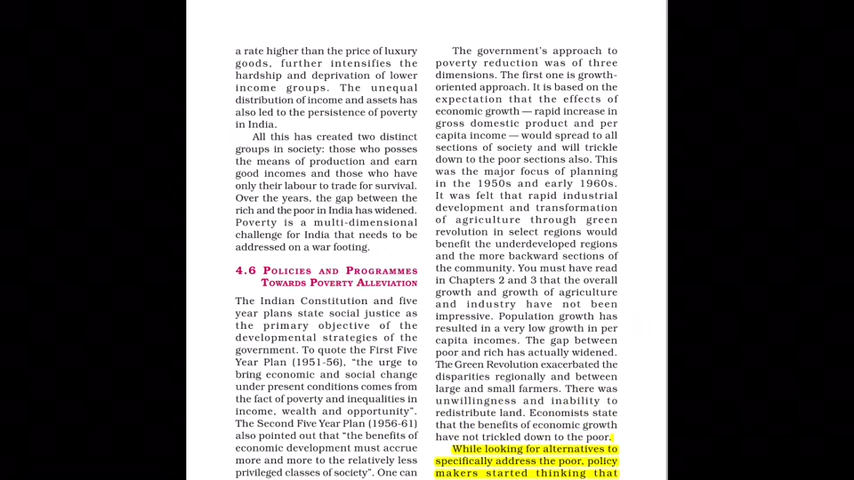 a rate higher than the price of luxury
goods, further intensifies the
hardship and deprivation of lower
income groups. The unequal
distribution of income and assets has
also led to the persistence of poverty
in India.
All this has created two distinct
groups in society: those who posses
the means of production and earn
good incomes and those who have
only their labour to trade for survival.
Over the years, the gap between the
rich and the poor in India has widened.
Poverty is a multi-dimensional
challenge for India that needs to be
addressed on a war footing.
4.6 Policies and Programmes
Towards Poverty Alleviation
The Indian Constitution and five
year plans state social justice as
the primary objective of the
developmental strategies of the
government. To quote the First Five
Year Plan (1951-56), “the urge to
bring economic and social change
under present conditions comes from
the fact of poverty and inequalities in
income, wealth and opportunity”.
The Second Five Year Plan (1956-61)
also pointed out that “the benefits of
economic development must accrue
more and more to the relatively less
privileged classes of society”. One can
The government’s approach to
poverty reduction was of three
dimensions. The first one is growth-
oriented approach. It is based on the
expectation that the effects of
economic growth — rapid increase in
gross domestic product and per
capita income — would spread to all
sections of society and will trickle
down to the poor sections also. This
was the major focus of planning
in the 1950s and early 1960s.
It was felt that rapid industrial
development and transformation
of agriculture through green
revolution in select regions would
benefit the underdeveloped regions
and the more backward sections of
the community. You must have read
in Chapters 2 and 3 that the overall
growth and growth of agriculture
and industry have not been
impressive. Population growth has
resulted in a very low growth in per
capita incomes. The gap between
poor and rich has actually widened.
The Green Revolution exacerbated the
disparities regionally and between
large and small farmers. There was
unwillingness and inability to
redistribute land. Economists state
that the benefits of economic growth
have not trickled down to the poor.
While looking for alternatives to
specifically address the poor, policy
makers started thinking that